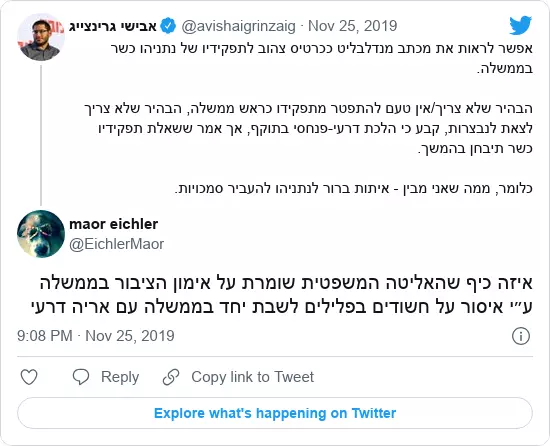 אבישי גרינצייג @avishaigrinzaig · Nov 25, 2019
אפשר לראות את מכתב מנדלבליט ככרטיס צהוב לתפקידיו של נתניהו כשר
בממשלה.
הבהיר שלא צריך/אין טעם להתפטר מתפקידו כראש ממשלה, הבהיר שלא צריך
לצאת לנבצרות, קבע כי הלכת דרעי-פנחסי בתוקף, אך אמר ששאלת תפקידיו
כשר תיבחן בהמשך.
כלומר, ממה שאני מבין - איתות ברור לנתניהו להעביר סמכויות.
maor eichler
@EichlerMaor
איזה כיף שהאליטה המשפטית שומרת על אימון הציבור בממשלה
ע״י איסור על חשודים בפלילים לשבת יחד בממשלה עם אריה דרעי
9:08 PM · Nov 25, 2019
Reply
Copy link to Tweet
Explore what's happening on Twitter